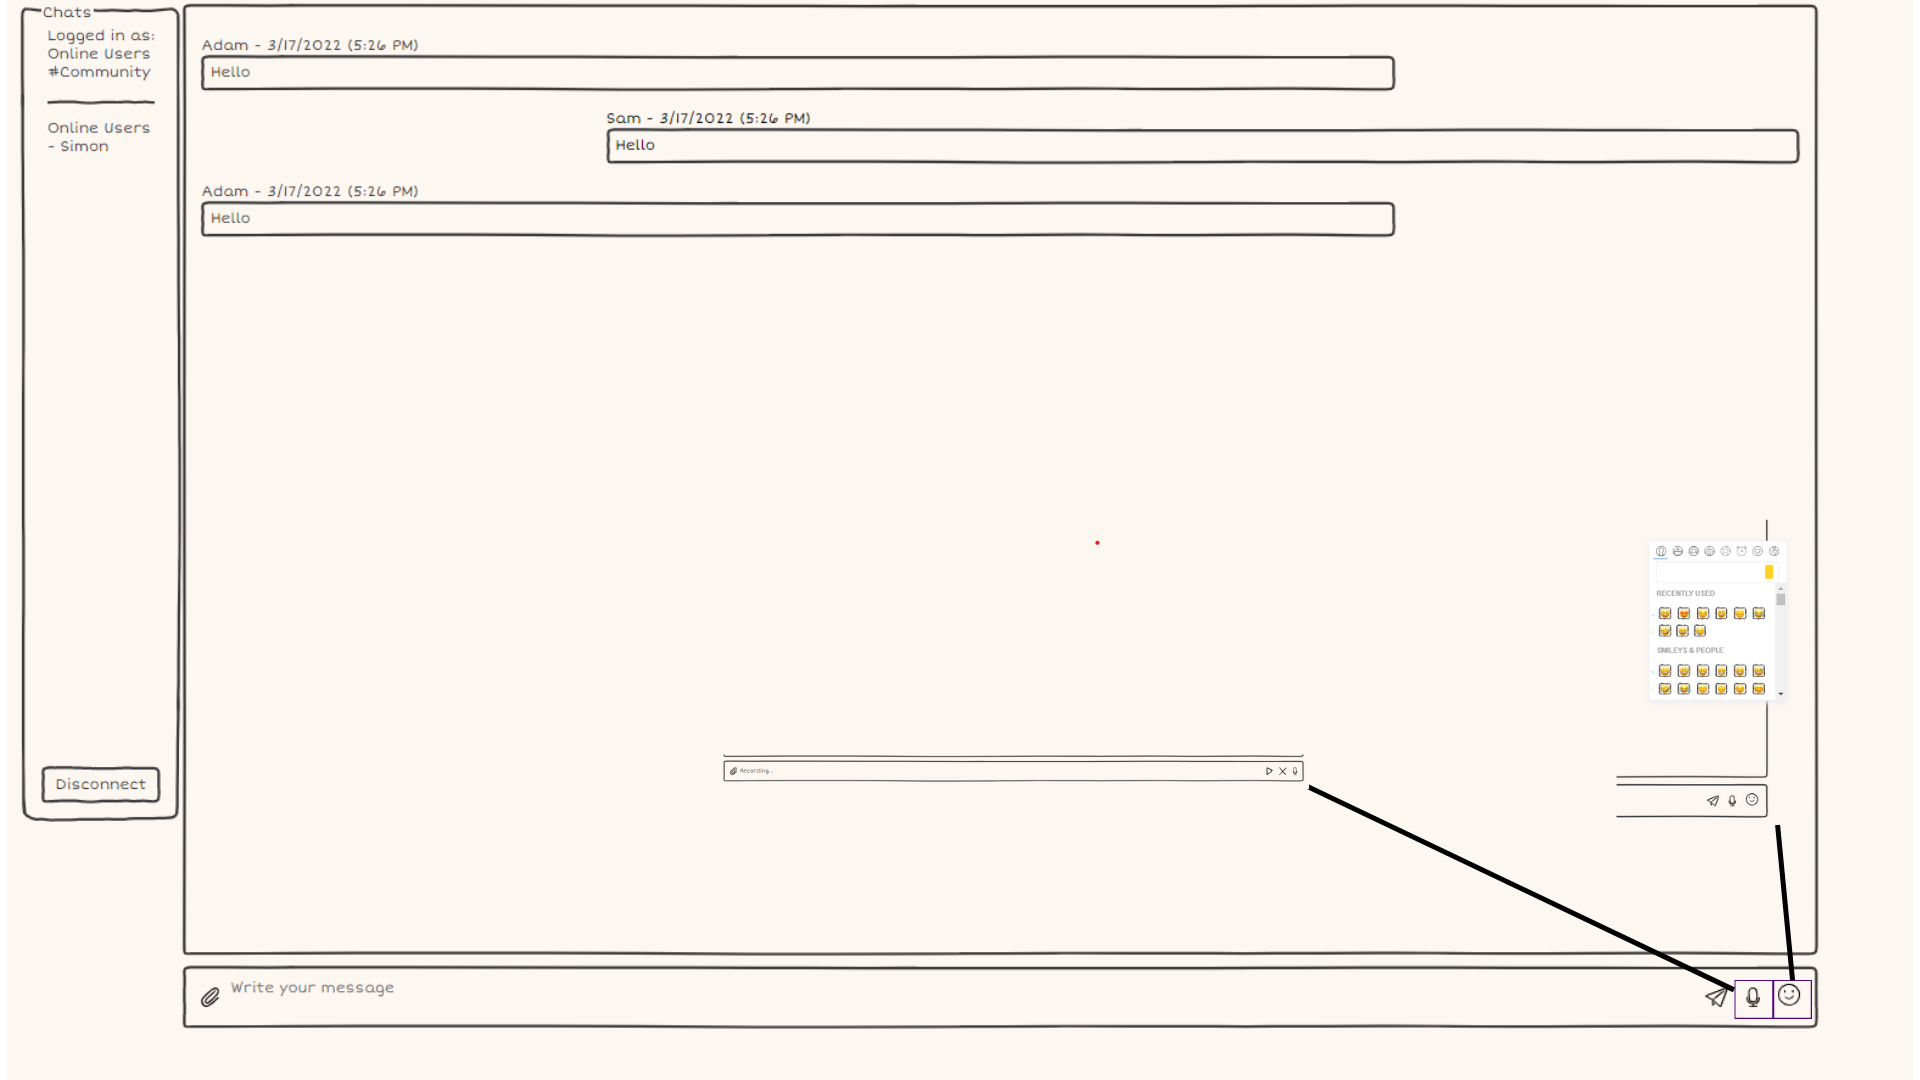 Chats
Logged in as:
Online Users
#Community
Online Users
- Simon
Disconnect
Adam - 3/17/2022 (5:26 PM)
Hello
Sam - 3/17/2022 (5:26 PM)
Hello
Adam - 3/17/2022 (5:26 PM)
Hello
RECENTLY USED
SMILEYS & PEOPLE
Recording..
Write your message